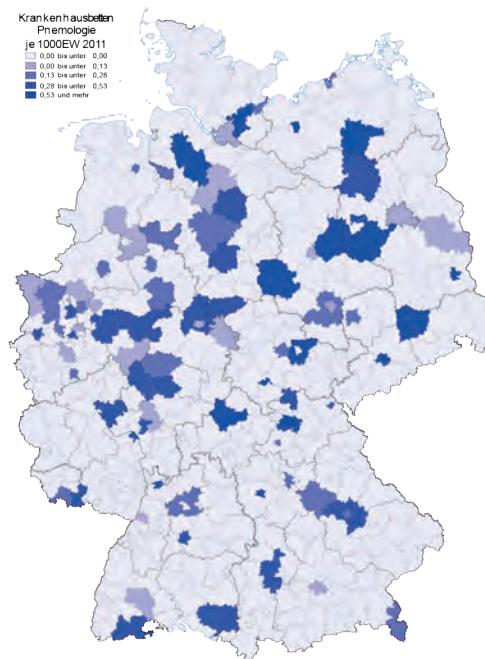 Krankenhausbetten
Pnemologie
je 1000EW 2011
0,00 bis unter 0,00
0,00 bis unter 0,13
0,13 bis unter 0,28
0,28 bis unter 0,53
0,53 und mehr